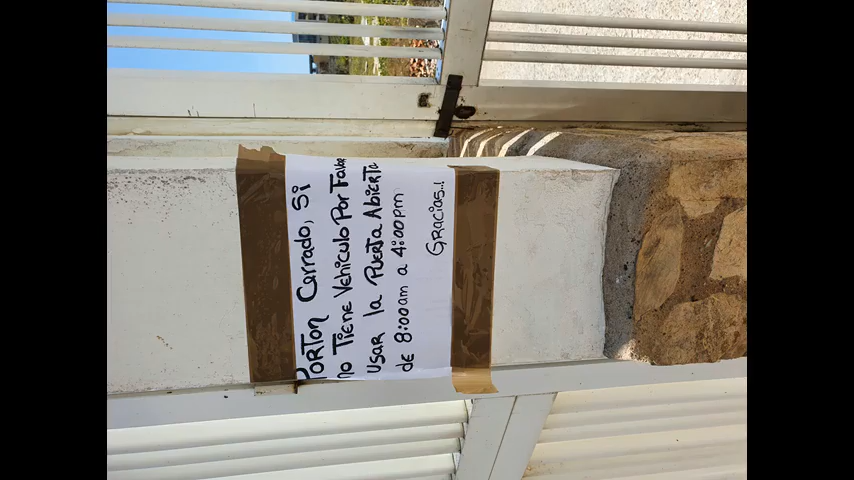 PORTON Cerrado, Si
no Tiene Vehiculo Por Favor
usar la Puerta Abierta
de 8:00am a 4:00pm
Gracias..!